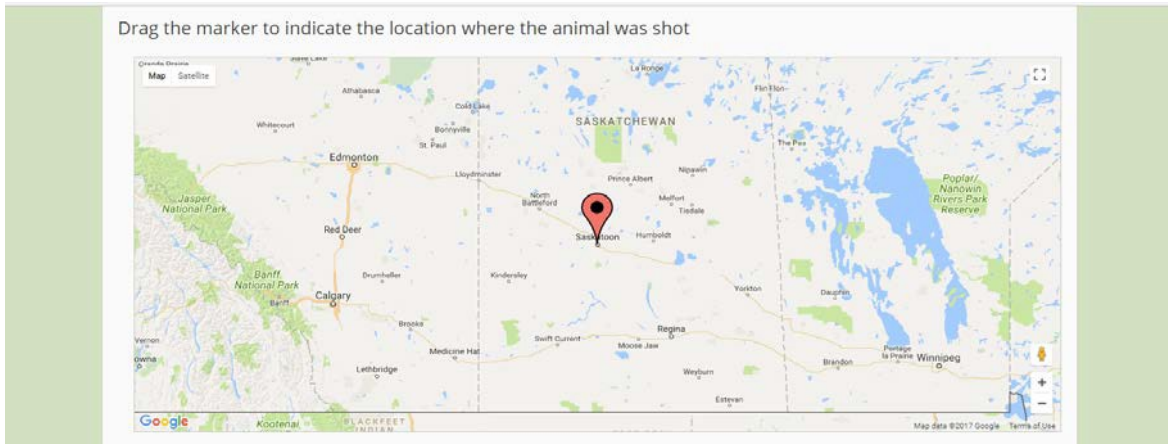 Drag the marker to indicate the location where the animal was shot
Map Satellite
La Ronge
Flin Flon
Athabasca
Cold Lake
Whitecourt
Bonnyville
SASKATCHEWAN
St. Paul
The Pas
Edmonton
Lloydminster
Nipawin
Prince Albert
Poplar/
Nanowin
Rivers Park
Reserve
Jasper
National Park
North
Battleford
Melfort
Tisdale
Red Deer
Saskatoon
Humboldt
Banff
National Park
Drumheller
Kindersley
Yorkton
Dauphin
Calgary
Banff
Brooks
Regina
Swift Current
Moose Jaw
Medicine Hat
Portage
la Prairie
Winnipeg
Brandon
Vernon
Lethbridge
Weyburn
Estevan
+
−
Google
Kootenai
BLACKFEET
INDIAN
Map data ©2017 Google Terms of Use